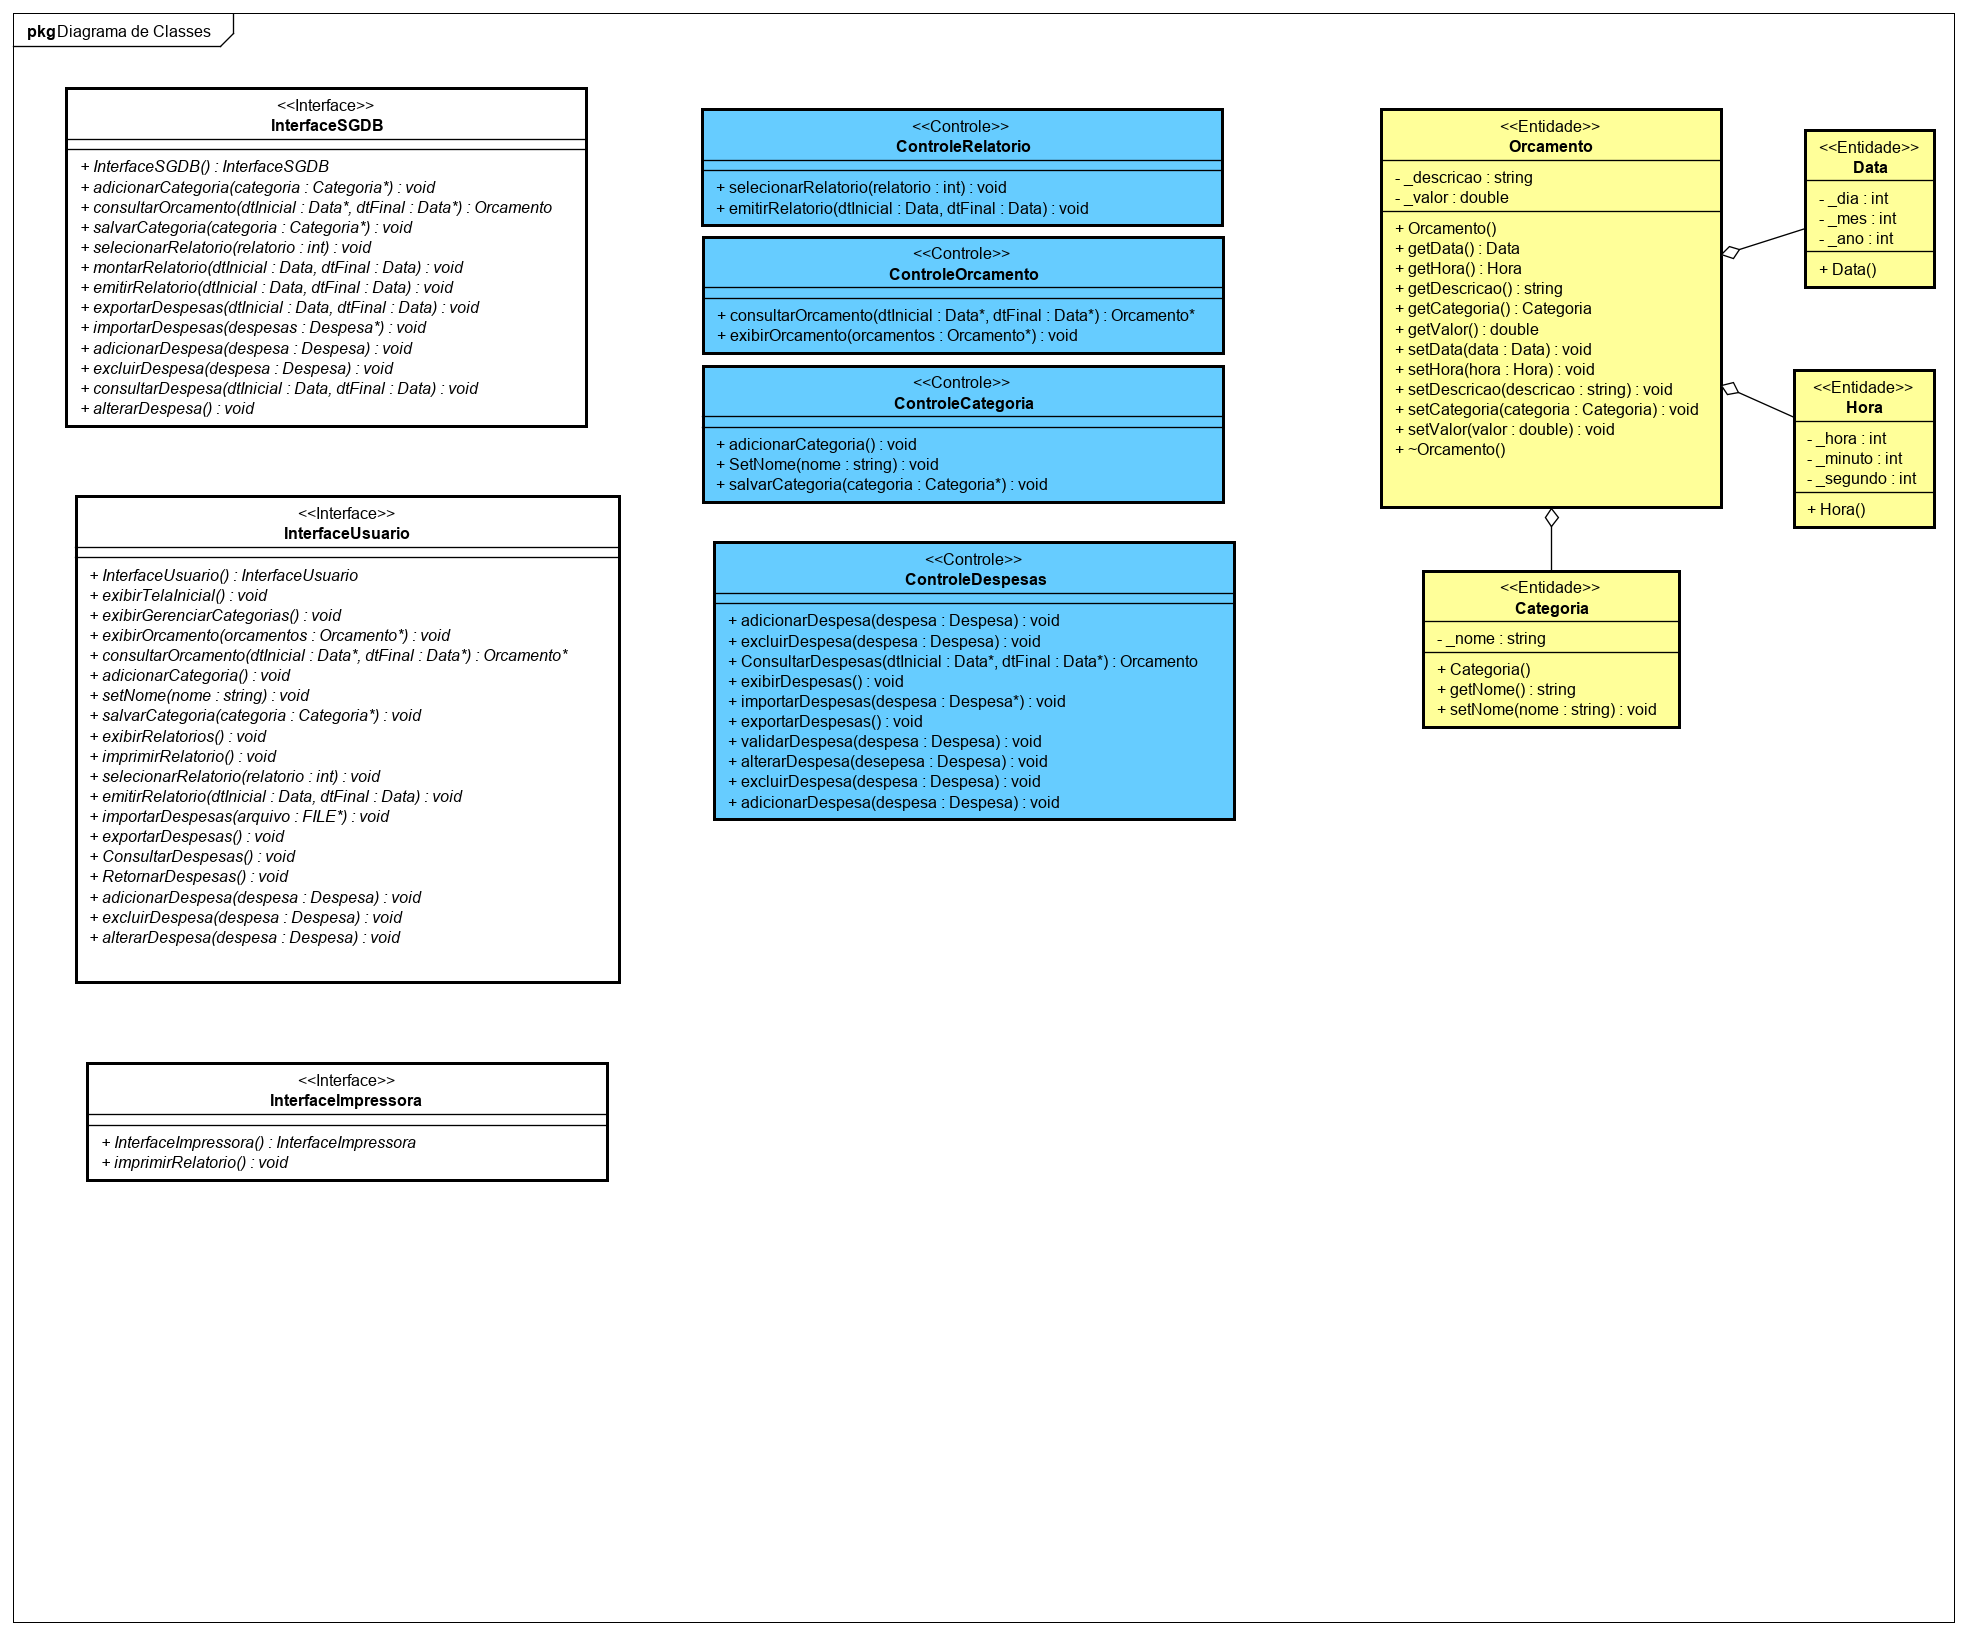 pkg Diagrama de Classes
<<Interface>>
InterfaceSGDB
+ InterfaceSGDB() : InterfaceSGDB
+ adicionarCategoria(categoria : Categoria*) : void
+ consultarOrcamento(dtInicial : Data*, dtFinal : Data*) : Orcamento
+ salvarCategoria(categoria : Categoria*) : void
+ selecionarRelatorio(relatorio : int) : void
+ montarRelatorio(dtInicial : Data, dtFinal : Data) : void
+ emitirRelatorio(dtInicial : Data, dtFinal : Data) : void
+ exportarDespesas(dtInicial : Data, dtFinal : Data) : void
+ importarDespesas(despesas : Despesa*) : void
+ adicionarDespesa(despesa : Despesa) : void
+ excluirDespesa(despesa : Despesa) : void
+ consultarDespesa(dtInicial : Data, dtFinal : Data) : void
+ alterarDespesa() : void
<<Interface>>
InterfaceUsuario
+ InterfaceUsuario() : InterfaceUsuario
+ exibirTelaInicial() : void
+ exibirGerenciarCategorias() : void
+ exibirOrcamento(orcamentos : Orcamento*) : void
+ consultarOrcamento(dtInicial : Data*, dtFinal : Data*) : Orcamento*
+ adicionarCategoria() : void
+ setNome(nome : string) : void
+ salvarCategoria(categoria : Categoria*) : void
+ exibirRelatorios() : void
+ imprimirRelatorio() : void
+ selecionarRelatorio(relatorio : int) : void
+ emitirRelatorio(dtInicial : Data, dtFinal : Data) : void
+ importarDespesas(arquivo : FILE*) : void
+ exportarDespesas() : void
+ ConsultarDespesas() : void
+ RetornarDespesas() : void
+ adicionarDespesa(despesa : Despesa) : void
+ excluirDespesa(despesa : Despesa) : void
+ alterarDespesa(despesa : Despesa) : void
<<Interface>>
InterfaceImpressora
+ InterfaceImpressora() : InterfaceImpressora
+ imprimirRelatorio() : void
<<Controle>>
ControleRelatorio
+ selecionarRelatorio(relatorio : int) : void
+ emitirRelatorio(dtInicial : Data, dtFinal : Data) : void
<<Controle>>
ControleOrcamento
+ consultarOrcamento(dtInicial : Data*, dtFinal : Data*) : Orcamento*
+ exibirOrcamento(orcamentos : Orcamento*) : void
<<Controle>>
ControleCategoria
+ adicionarCategoria() : void
+ SetNome(nome : string) : void
+ salvarCategoria(categoria : Categoria*) : void
<<Controle>>
ControleDespesas
+ adicionarDespesa(despesa : Despesa) : void
+ excluirDespesa(despesa : Despesa) : void
+ ConsultarDespesas(dtInicial : Data*, dtFinal : Data*) : Orcamento
+ exibirDespesas() : void
+ importarDespesas(despesa : Despesa*) : void
+ exportarDespesas() : void
+ validarDespesa(despesa : Despesa) : void
+ alterarDespesa(desepesa : Despesa) : void
+ excluirDespesa(despesa : Despesa) : void
+ adicionarDespesa(despesa : Despesa) : void
<<Entidade>>
Orcamento
- _descricao : string
- _valor : double
+ Orcamento()
+ getData() : Data
+ getHora() : Hora
+ getDescricao() : string
+ getCategoria() : Categoria
+ getValor() : double
+ setData(data : Data) : void
+ setHora(hora : Hora) : void
+ setDescricao(descricao : string) : void
+ setCategoria(categoria : Categoria) : void
+ setValor(valor : double) : void
+ ~Orcamento()
<<Entidade>>
Data
- _dia : int
- _mes : int
- _ano : int
+ Data()
<<Entidade>>
Hora
- _hora : int
- _minuto : int
- _segundo : int
+ Hora()
<<Entidade>>
Categoria
- _nome : string
+ Categoria()
+ getNome() : string
+ setNome(nome : string) : void